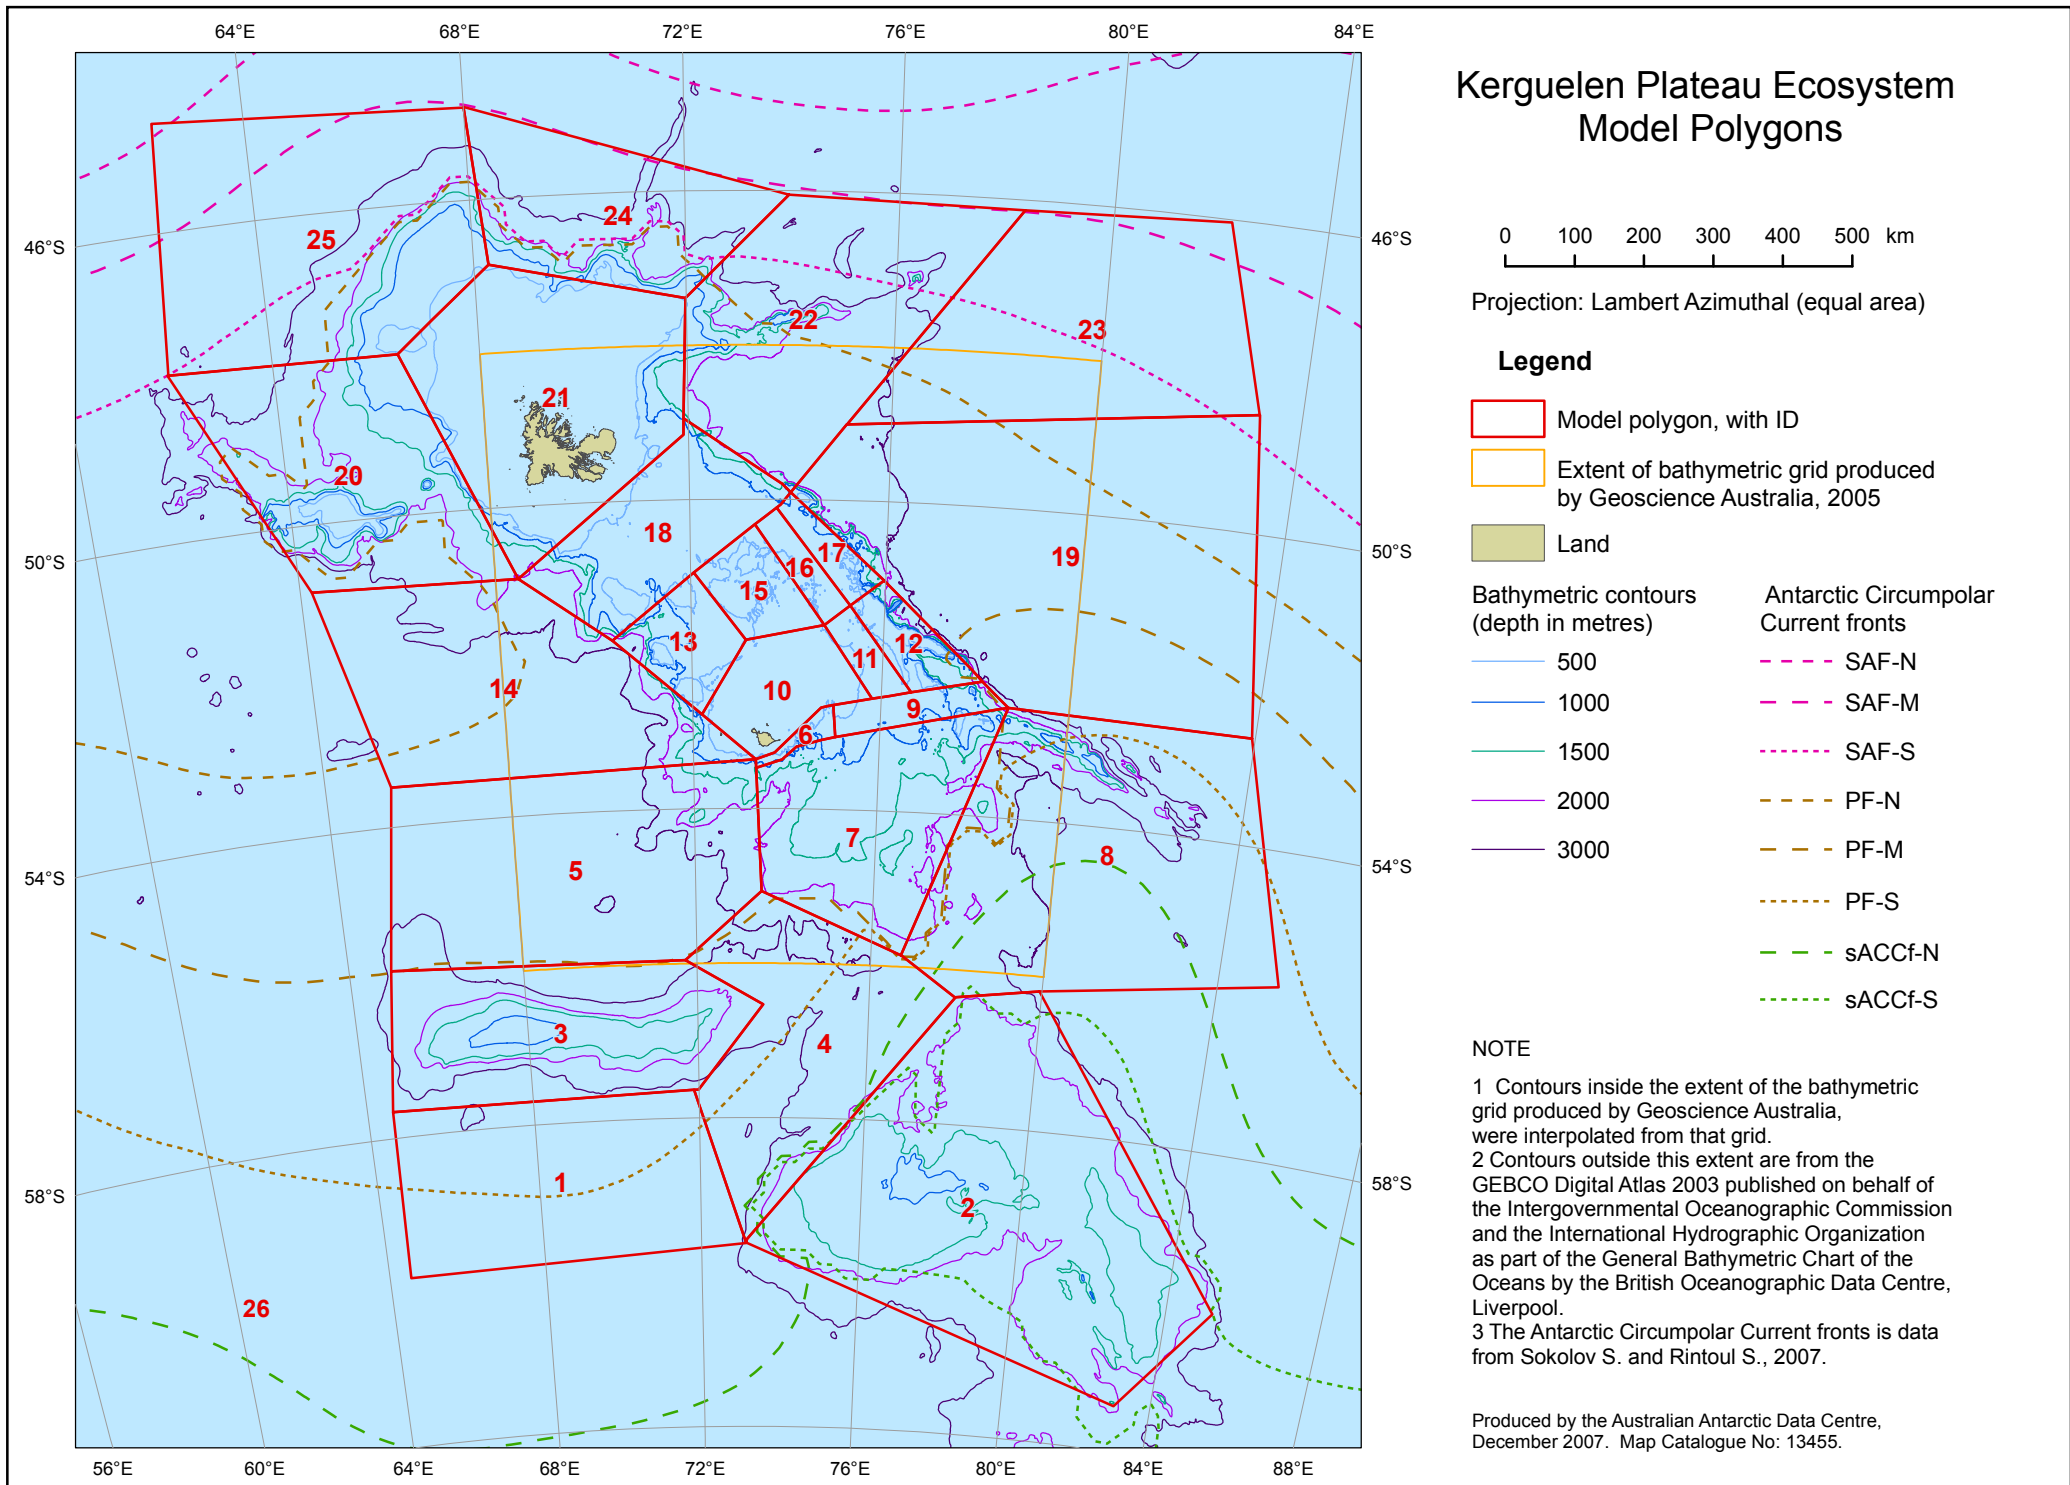 64°E 68°E 72°E 76°E 80°E 84°E
Kerguelen Plateau Ecosystem
Model Polygons
0 100 200 300 400 500 km
Projection: Lambert Azimuthal (equal area)
Legend
Model polygon, with ID
Extent of bathymetric grid produced
by Geoscience Australia, 2005
Land
Bathymetric contours
(depth in metres)
500
1000
1500
2000
3000
Antarctic Circumpolar
Current fronts
SAF-N
SAF-M
SAF-S
PF-N
PF-M
PF-S
sACCf-N
sACCf-S
NOTE
1 Contours inside the extent of the bathymetric
grid produced by Geoscience Australia,
were interpolated from that grid.
2 Contours outside this extent are from the
GEBCO Digital Atlas 2003 published on behalf of
the Intergovernmental Oceanographic Commission
and the International Hydrographic Organization
as part of the General Bathymetric Chart of the
Oceans by the British Oceanographic Data Centre,
Liverpool.
3 The Antarctic Circumpolar Current fronts is data
from Sokolov S. and Rintoul S., 2007.
Produced by the Australian Antarctic Data Centre,
December 2007. Map Catalogue No: 13455.
46°S 46°S
50°S 50°S
54°S 54°S
58°S 58°S
24
25
22
23
21
20
18
17
19
16
15
13
12
11
14
10
9
6
7
8
5
3
4
1
2
26
56°E 60°E 64°E 68°E 72°E 76°E 80°E 84°E 88°E